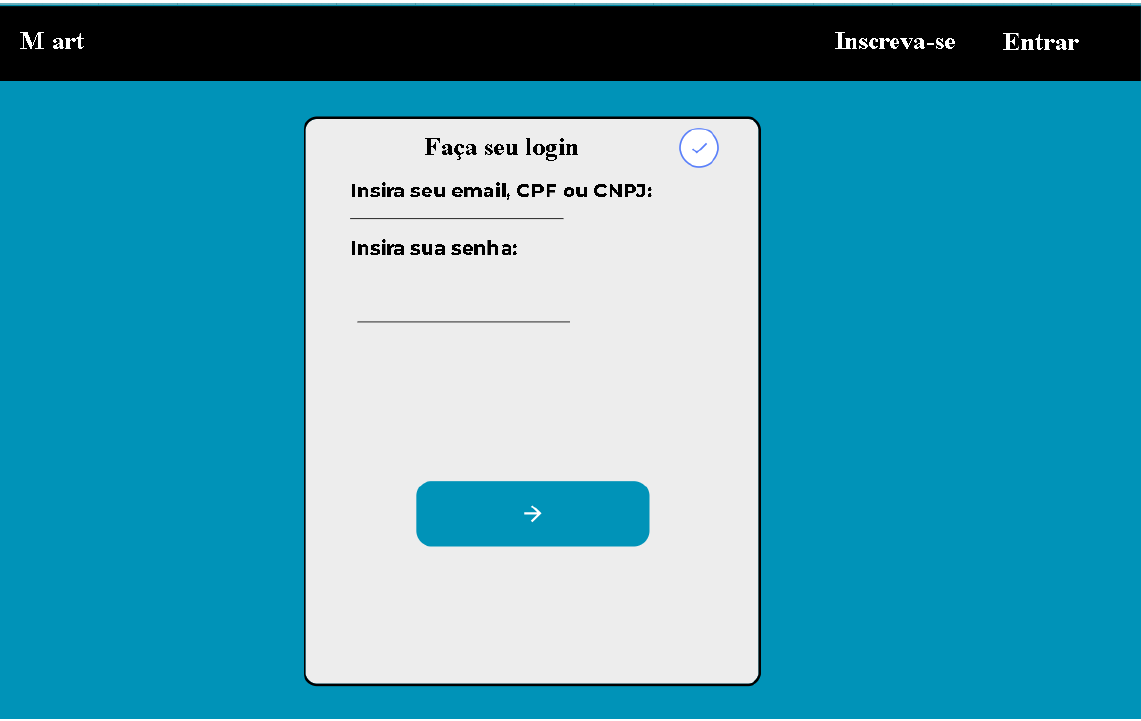 M art
Inscreva-se
Entrar
Faça seu login
Insira seu email, CPF ou CNPJ:
Insira sua senha: